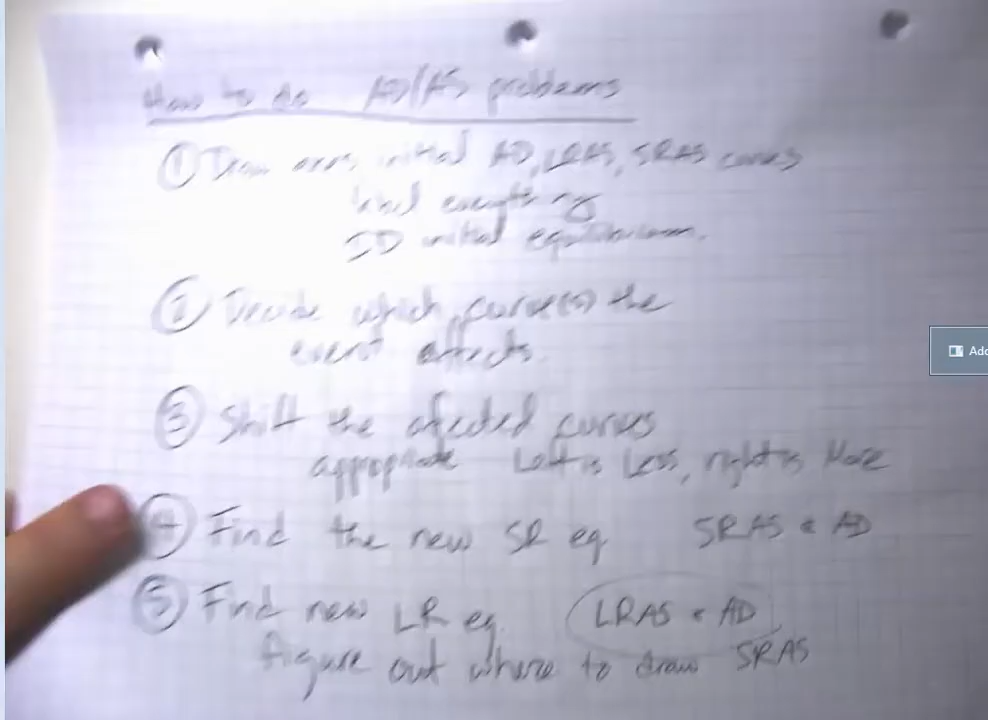 How to do AD/AS problems
① Draw axes, initial AD, LRAS, SRAS curves
label everything
ID initial equilibrium.
② Decide which curve(s) the
event affects.
③ Shift the afected curves
appropriate Left is Less, right is More
④ Find the new SR eq SRAS & AD
⑤ Find new LR eq. LRAS & AD
figure out where to draw SRAS
Add